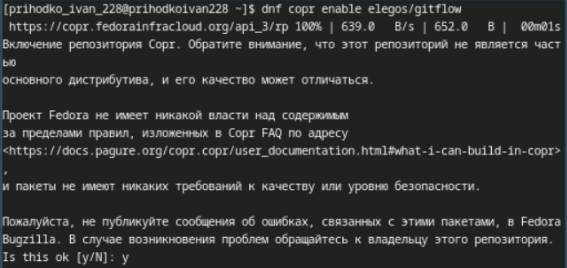 [prihodko_ivan_228@prihodkoivan228 ~]$ dnf copr enable elegos/gitflow
https://copr.fedorainfracloud.org/api_3/rp 100% | 639.0   B/s | 652.0   B |  00m01s
Включение репозитория Copr. Обратите внимание, что этот репозиторий не является част
ью
основного дистрибутива, и его качество может отличаться.
Проект Fedora не имеет никакой власти над содержимым
за пределами правил, изложенных в Copr FAQ по адресу
<https://docs.pagure.org/copr.copr/user_documentation.html#what-i-can-build-in-copr>
,
и пакеты не имеют никаких требований к качеству или уровню безопасности.
Пожалуйста, не публикуйте сообщения об ошибках, связанных с этими пакетами, в Fedora
Bugzilla. В случае возникновения проблем обращайтесь к владельцу этого репозитория.
Is this ok [y/N]: y